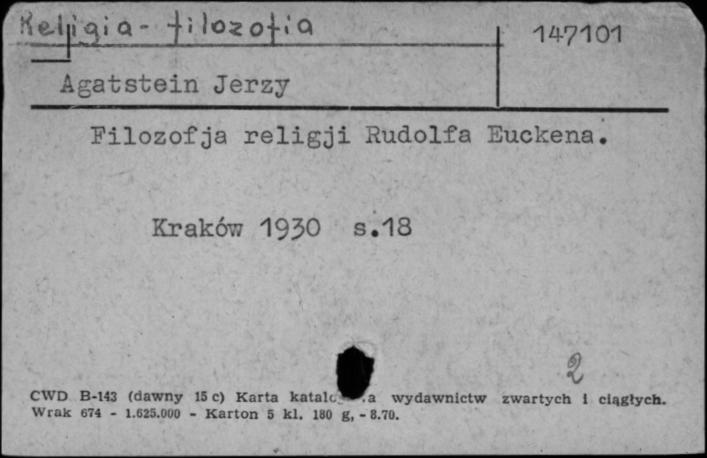 Religia - filozofia
147101
Agatstein Jerzy
Filozofja religji Rudolfa Euckena.
Kraków 1930 s.18
2
CWD B-143 (dawny 15 c) Karta wydawnictw zwartych i ciągłych.
Wrak 674 - 1.625.000 - Karton 5 kl. 180 g, - 8.70.